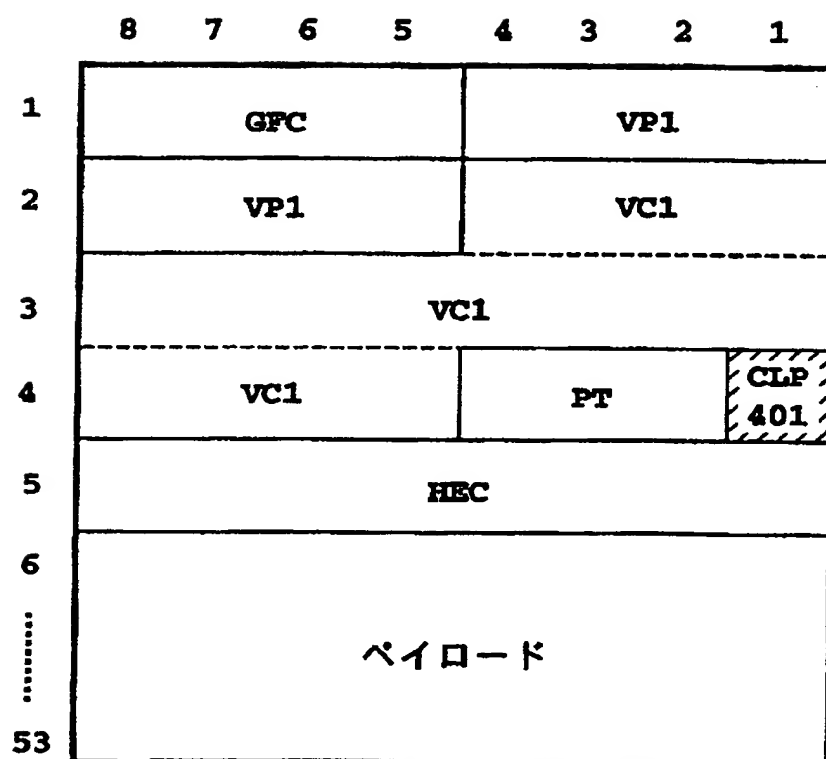 8 7 6 5 4 3 2 1
1 GFC VP1
2 VP1 VC1
3 VC1
4 VC1 PT CLP
401
5 HEC
6
ペイロード
53